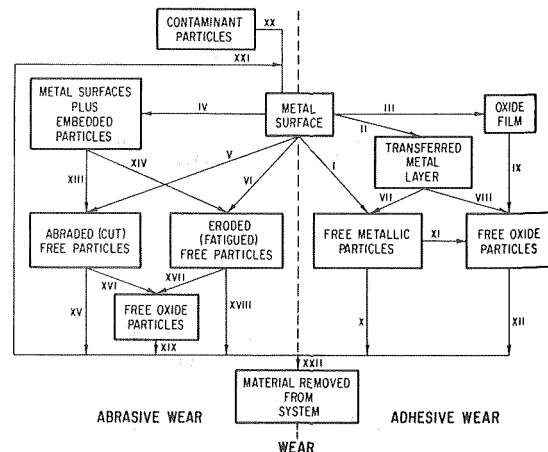 CONTAMINANT
PARTICLES
XX
XXI
METAL SURFACES
PLUS
EMBEDDED
PARTICLES
IV
METAL
SURFACE
III
OXIDE
FILM
II
TRANSFERRED
METAL
LAYER
XIII
XIV
V
VI
I
VII
VIII
IX
ABRADED (CUT)
FREE PARTICLES
ERODED
(FATIGUED)
FREE PARTICLES
FREE METALLIC
PARTICLES
XI
FREE OXIDE
PARTICLES
XV
XVI
XVII
FREE OXIDE
PARTICLES
XVIII
XIX
X
XII
XXII
MATERIAL REMOVED
FROM
SYSTEM
ABRASIVE WEAR
ADHESIVE WEAR
WEAR